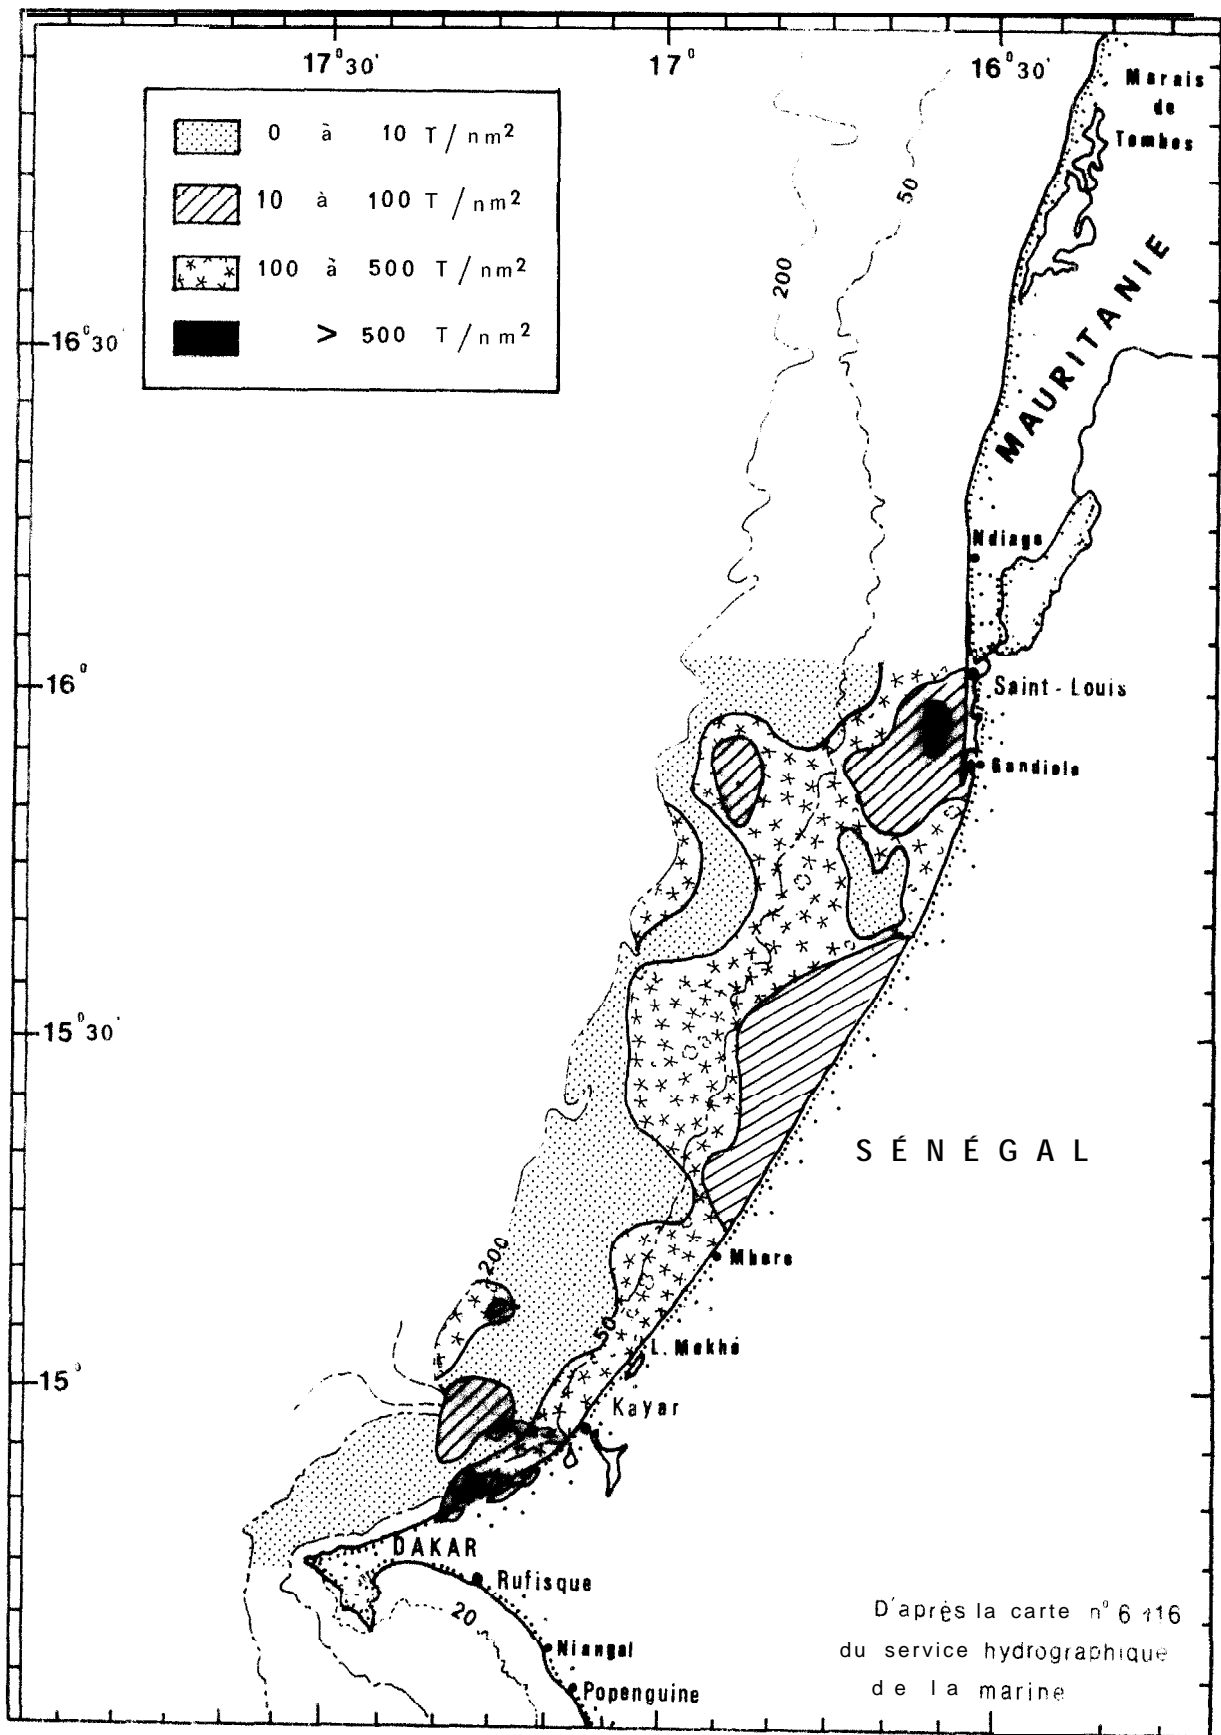 17°30'
17°
16°30'
0 à 10 T/nm²
10 à 100 T/nm²
100 à 500 T/nm²
> 500 T/nm²
Marais
de
Tombos
50
200
16°30'
MAURITANIE
Ndiago
16°
Saint-Louis
Gandiole
15°30'
SÉNÉGAL
200
Mboro
50
L. Mekhé
15°
Kayar
DAKAR
Rufisque
20
Niangal
Popenguine
D'après la carte n° 6 116
du service hydrographique
de la marine